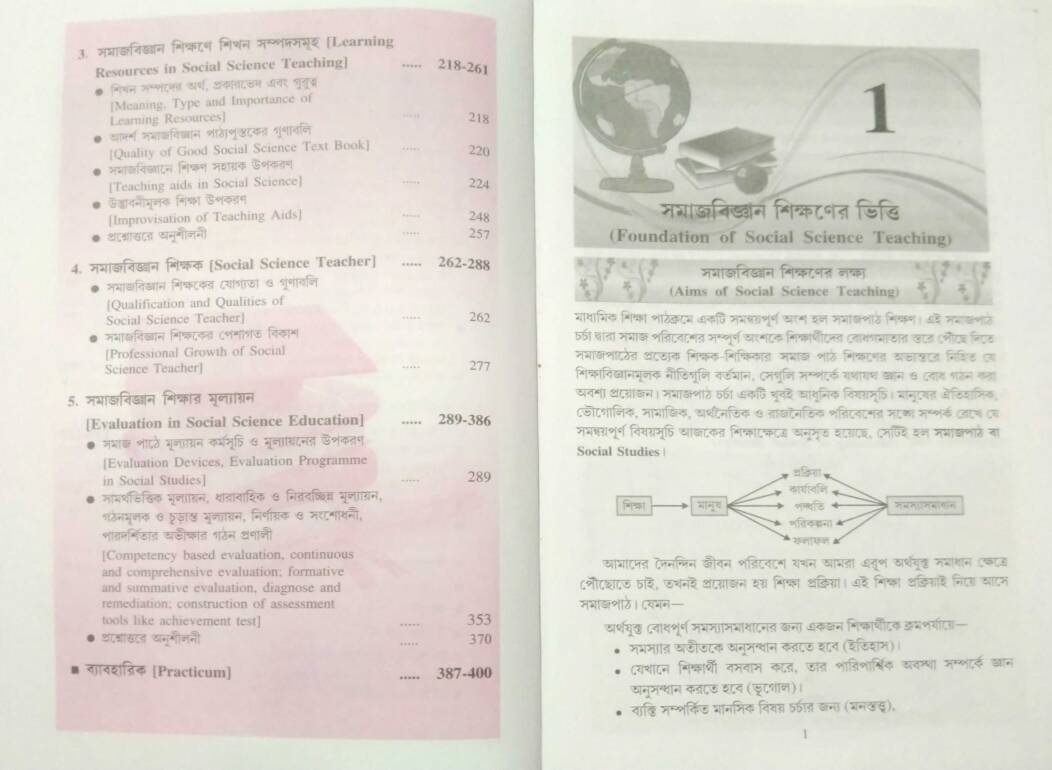 3. সমাজবিজ্ঞান শিক্ষণে শিখন সম্পদসমূহ [Learning
Resources in Social Science Teaching] ..... 218-261
● শিখন সম্পদের অর্থ, প্রকারভেদ এবং গুরুত্ব
[Meaning, Type and Importance of
Learning Resources] ..... 218
● আদর্শ সমাজবিজ্ঞান পাঠ্যপুস্তকের গুণাবলি
[Quality of Good Social Science Text Book] ..... 220
● সমাজবিজ্ঞানে শিক্ষণ সহায়ক উপকরণ
[Teaching aids in Social Science] ..... 224
● উদ্ভাবনীমূলক শিক্ষা উপকরণ
[Improvisation of Teaching Aids] ..... 248
● প্রশ্নোত্তরে অনুশীলনী ..... 257
4. সমাজবিজ্ঞান শিক্ষক [Social Science Teacher] ..... 262-288
● সমাজবিজ্ঞান শিক্ষকের যোগ্যতা ও গুণাবলি
[Qualification and Qualities of
Social Science Teacher] ..... 262
● সমাজবিজ্ঞান শিক্ষকের পেশাগত বিকাশ
[Professional Growth of Social
Science Teacher] ..... 277
5. সমাজবিজ্ঞান শিক্ষার মূল্যায়ন
[Evaluation in Social Science Education] ..... 289-386
● সমাজ পাঠে মূল্যায়ন কর্মসূচি ও মূল্যায়নের উপকরণ
[Evaluation Devices, Evaluation Programme
in Social Studies] ..... 289
● সামর্থভিত্তিক মূল্যায়ন, ধারাবাহিক ও নিরবচ্ছিন্ন মূল্যায়ন,
গঠনমূলক ও চূড়ান্ত মূল্যায়ন, নির্ণায়ক ও সংশোধনী,
পারদর্শিতার অভীক্ষার গঠন প্রণালী
[Competency based evaluation, continuous
and comprehensive evaluation; formative
and summative evaluation, diagnose and
remediation; construction of assessment
tools like achievement test] ..... 353
● প্রশ্নোত্তরে অনুশীলনী ..... 370
■ ব্যাবহারিক [Practicum] ..... 387-400
1
সমাজবিজ্ঞান শিক্ষণের ভিত্তি
(Foundation of Social Science Teaching)
সমাজবিজ্ঞান শিক্ষণের লক্ষ্য
(Aims of Social Science Teaching)
মাধ্যমিক শিক্ষা পাঠক্রমে একটি সমন্বয়পূর্ণ অংশ হল সমাজপাঠ শিক্ষণ। এই সমাজপাঠ
চর্চা দ্বারা সমাজ পরিবেশের সম্পূর্ণ অংশকে শিক্ষার্থীদের বোধগম্যতার স্তরে পৌঁছে দিতে
সমাজপাঠের প্রত্যেক শিক্ষক-শিক্ষিকার সমাজ পাঠ শিক্ষণের অভ্যন্তরে নিহিত যে
শিক্ষাবিজ্ঞানমূলক নীতিগুলি বর্তমান, সেগুলি সম্পর্কে যথাযথ জ্ঞান ও বোধ গঠন করা
অবশ্য প্রয়োজন। সমাজপাঠ চর্চা একটি খুবই আধুনিক বিষয়সূচি। মানুষের ঐতিহাসিক,
ভৌগোলিক, সামাজিক, অর্থনৈতিক ও রাজনৈতিক পরিবেশের সঙ্গে সম্পর্ক রেখে যে
সমন্বয়পূর্ণ বিষয়সূচি আজকের শিক্ষাক্ষেত্রে অনুসৃত হয়েছে, সেটিই হল সমাজপাঠ বা
Social Studies।
প্রক্রিয়া
কার্যাবলি
শিক্ষা মানুষ পদ্ধতি সমস্যাসমাধান
পরিকল্পনা
ফলাফল
আমাদের দৈনন্দিন জীবন পরিবেশে যখন আমরা এরূপ অর্থযুক্ত সমাধান ক্ষেত্রে
পৌঁছোতে চাই, তখনই প্রয়োজন হয় শিক্ষা প্রক্রিয়া। এই শিক্ষা প্রক্রিয়াই নিয়ে আসে
সমাজপাঠ। যেমন—
অর্থযুক্ত বোধপূর্ণ সমস্যাসমাধানের জন্য একজন শিক্ষার্থীকে ক্রমপর্যায়ে—
● সমস্যার অতীতকে অনুসন্ধান করতে হবে (ইতিহাস)।
● যেখানে শিক্ষার্থী বসবাস করে, তার পারিপার্শ্বিক অবস্থা সম্পর্কে জ্ঞান
অনুসন্ধান করতে হবে (ভূগোল)।
● ব্যক্তি সম্পর্কিত মানসিক বিষয় চর্চার জন্য (মনস্তত্ত্ব),
1